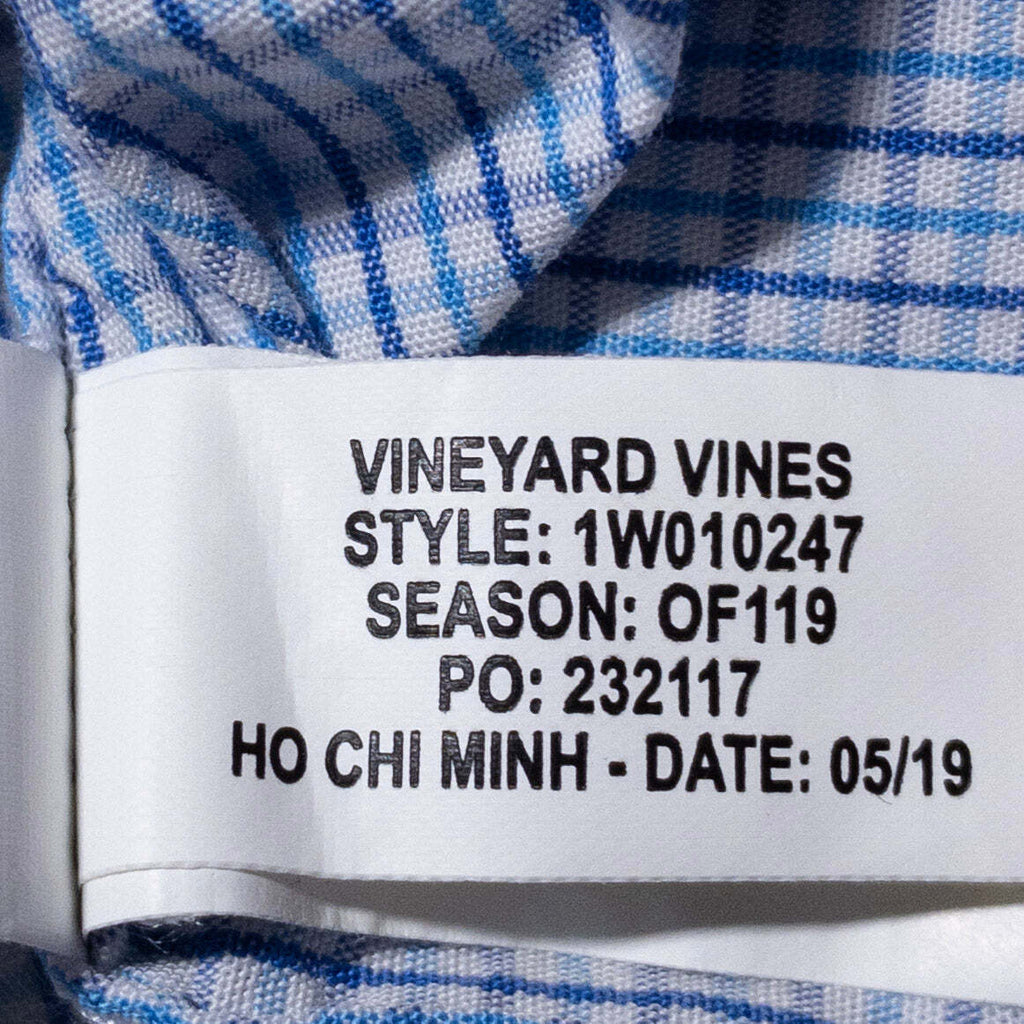 VINEYARD VINES
STYLE: 1W010247
SEASON: OF119
PO: 232117
HO CHI MINH - DATE: 05/19